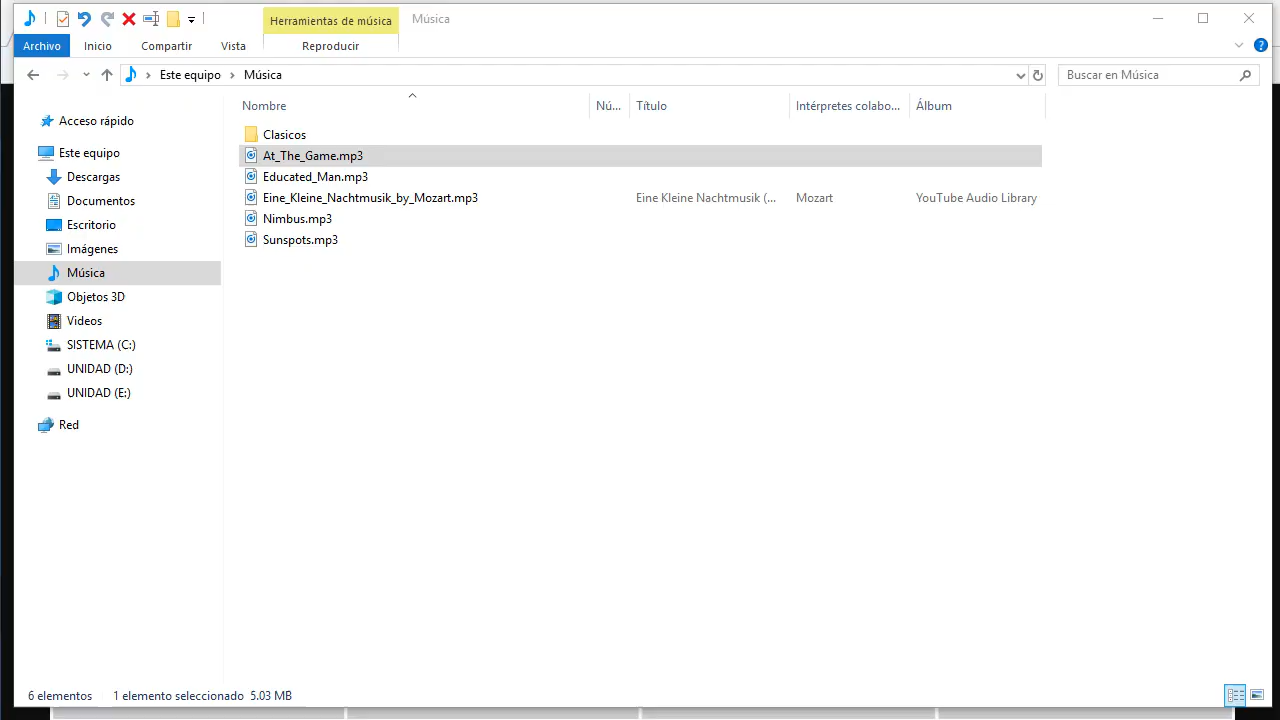 Herramientas de música
Música
Archivo
Inicio
Compartir
Vista
Reproducir
Este equipo
Música
Buscar en Música
Nombre
Nú...
Título
Intérpretes colabo...
Álbum
Acceso rápido
Este equipo
Descargas
Documentos
Escritorio
Imágenes
Música
Objetos 3D
Videos
SISTEMA (C:)
UNIDAD (D:)
UNIDAD (E:)
Red
Clasicos
At_The_Game.mp3
Educated_Man.mp3
Eine_Kleine_Nachtmusik_by_Mozart.mp3 Eine Kleine Nachtmusik (... Mozart YouTube Audio Library
Nimbus.mp3
Sunspots.mp3
6 elementos 1 elemento seleccionado 5.03 MB